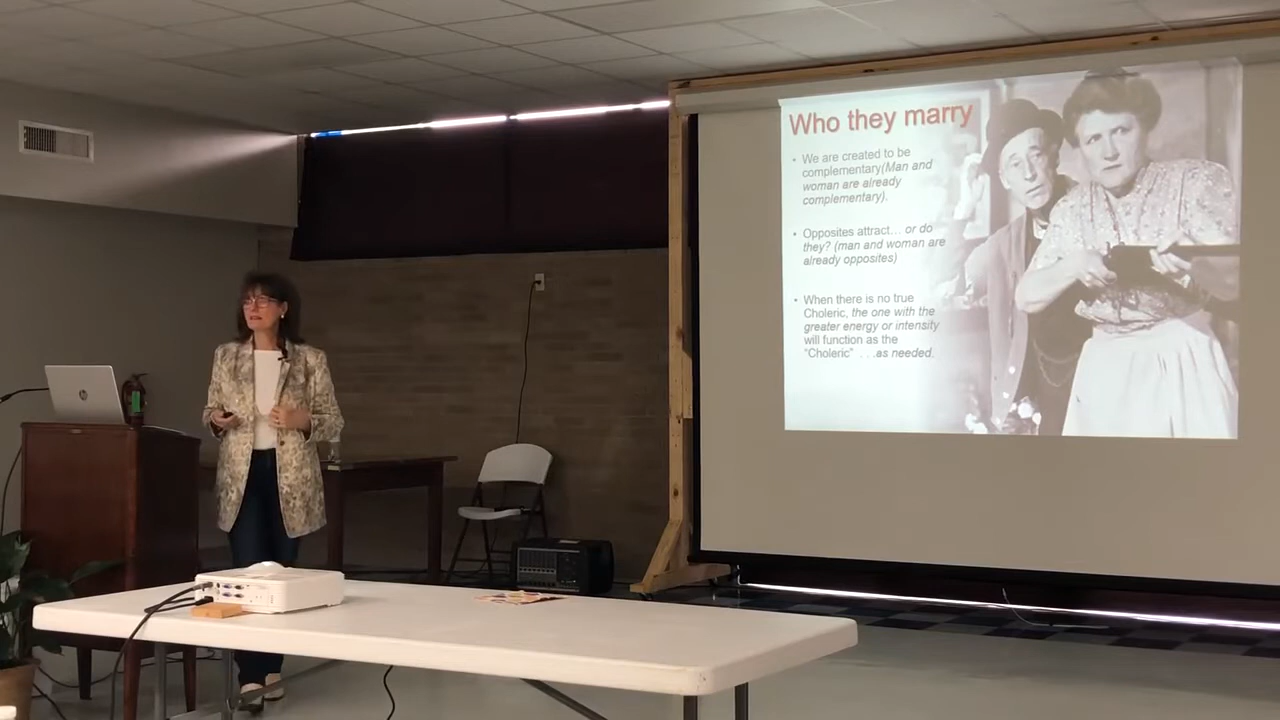 Who they marry
• We are created to be
complementary(Man and
woman are already
complementary).
• Opposites attract… or do
they? (man and woman are
already opposites)
• When there is no true
Choleric, the one with the
greater energy or intensity
will function as the
"Choleric" . . .as needed.